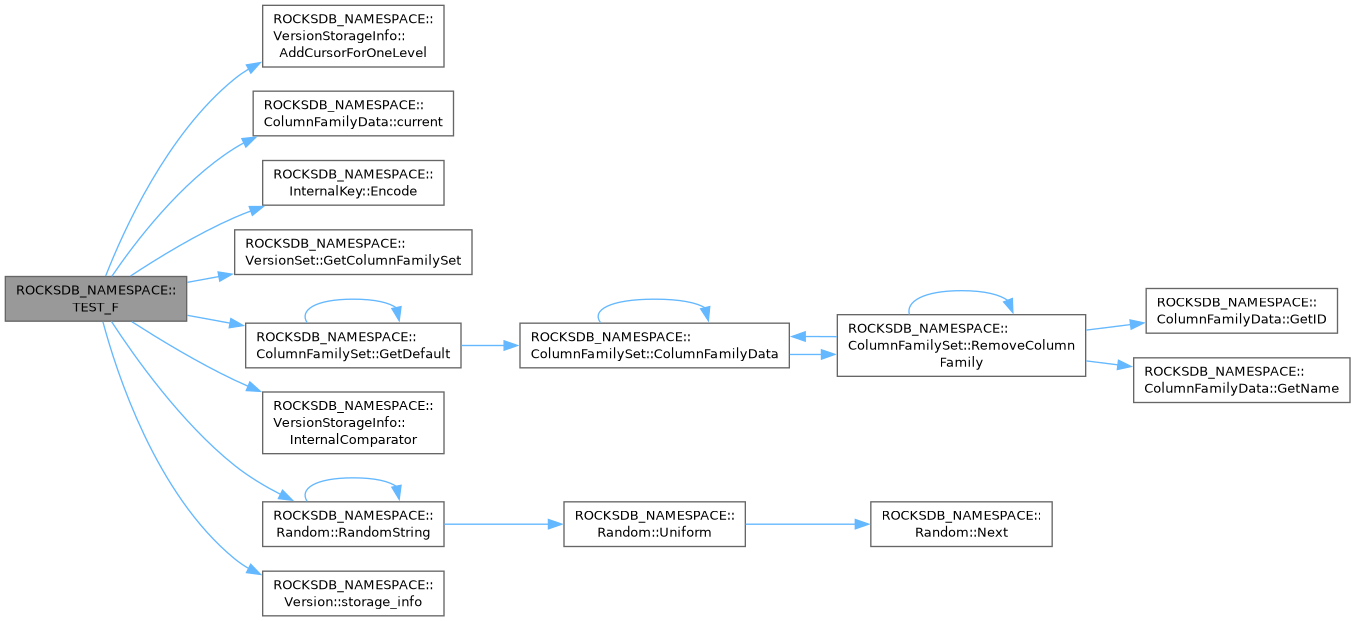 ROCKSDB_NAMESPACE::
TEST_F
ROCKSDB_NAMESPACE::
VersionStorageInfo::
AddCursorForOneLevel
ROCKSDB_NAMESPACE::
ColumnFamilyData::current
ROCKSDB_NAMESPACE::
InternalKey::Encode
ROCKSDB_NAMESPACE::
VersionSet::GetColumnFamilySet
ROCKSDB_NAMESPACE::
ColumnFamilySet::GetDefault
ROCKSDB_NAMESPACE::
ColumnFamilySet::ColumnFamilyData
ROCKSDB_NAMESPACE::
ColumnFamilySet::RemoveColumn
Family
ROCKSDB_NAMESPACE::
ColumnFamilyData::GetID
ROCKSDB_NAMESPACE::
ColumnFamilyData::GetName
ROCKSDB_NAMESPACE::
VersionStorageInfo::
InternalComparator
ROCKSDB_NAMESPACE::
Random::RandomString
ROCKSDB_NAMESPACE::
Random::Uniform
ROCKSDB_NAMESPACE::
Random::Next
ROCKSDB_NAMESPACE::
Version::storage_info